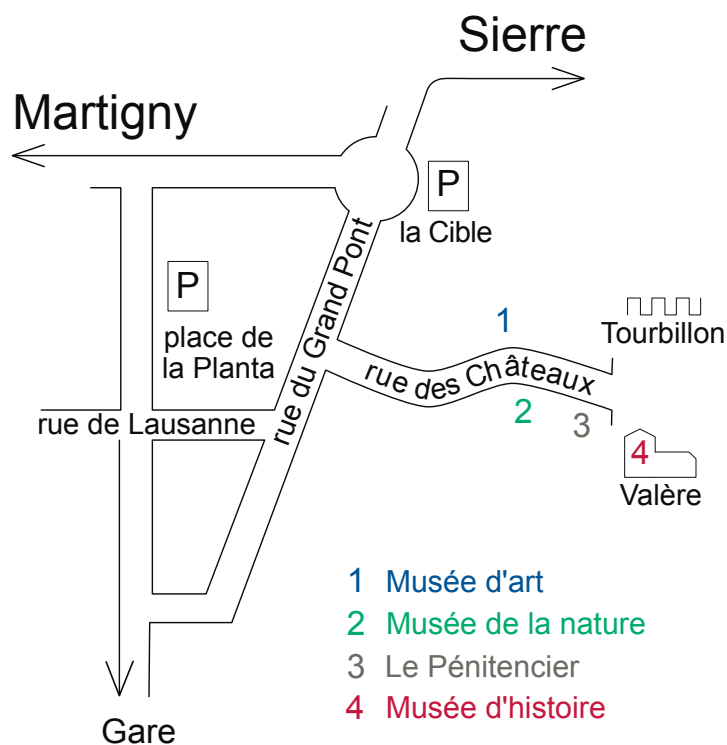 Sierre
Martigny
P
la Cible
P
place de
la Planta
rue du Grand Pont
1
Tourbillon
rue des Châteaux
2
3
rue de Lausanne
4
Valère
1 Musée d'art
2 Musée de la nature
3 Le Pénitencier
4 Musée d'histoire
Gare